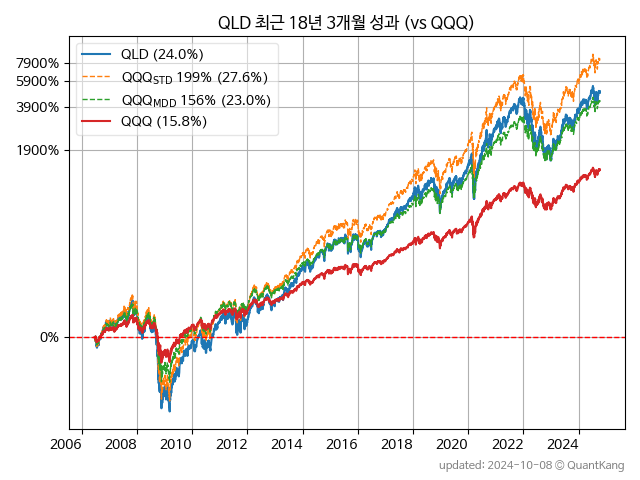 QLD 최근 18년 3개월 성과 (vs QQQ)
QLD (24.0%)
QQQSTD 199% (27.6%)
QQQMDD 156% (23.0%)
QQQ (15.8%)
7900%
5900%
3900%
1900%
0%
2006 2008 2010 2012 2014 2016 2018 2020 2022 2024
updated: 2024-10-08 © QuantKang